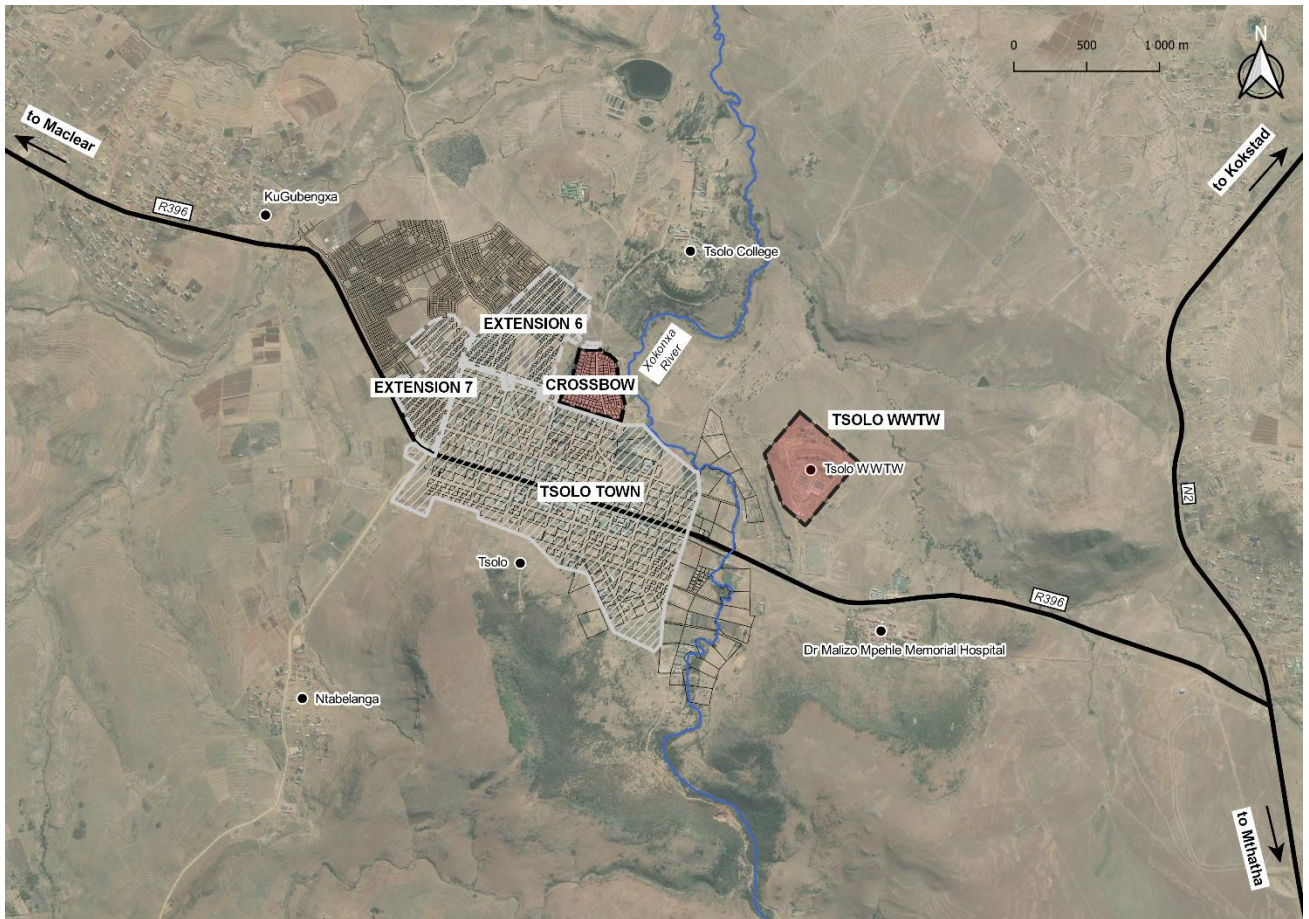 N
0 500 1 000 m
to Maclear
to Kokstad
KuGubengxa
R396
Tsolo College
EXTENSION 6
Xokonxa
River
EXTENSION 7
CROSSBOW
TSOLO WWTW
Tsolo WWTW
TSOLO TOWN
N2
Tsolo
R396
Dr Malizo Mpehle Memorial Hospital
Ntabelanga
to Mthatha